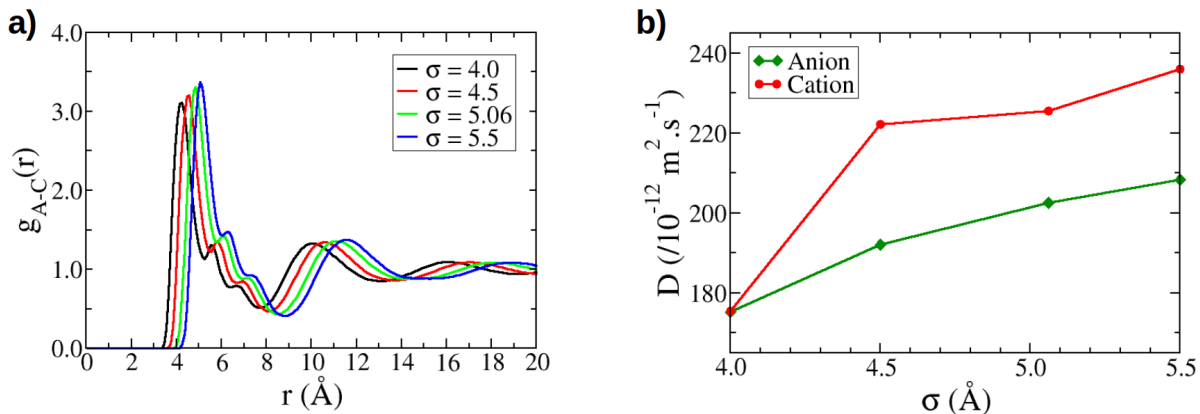 a)
4.0
3.0
2.0
1.0
0.0
g_{A-C}(r)
σ = 4.0
σ = 4.5
σ = 5.06
σ = 5.5
0 2 4 6 8 10 12 14 16 18 20
r (Å)
b)
240
220
200
180
D (/10^{-12} m^{2}.s^{-1})
Anion
Cation
4.0 4.5 5.0 5.5
σ (Å)